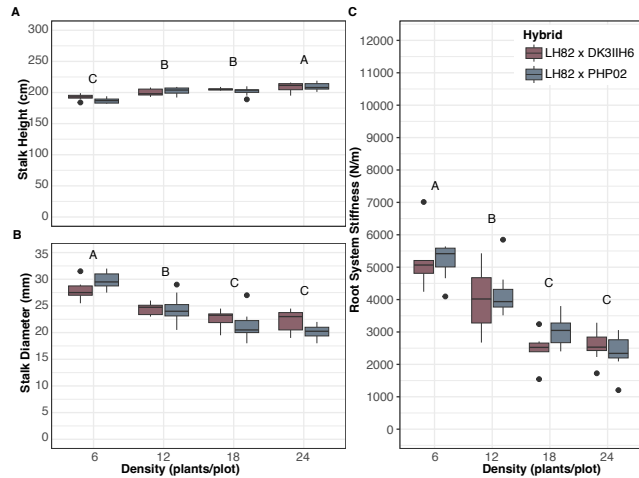 A
Stalk Height (cm)
300
250
200
150
100
50
0
C
B
B
A
B
Stalk Diameter (mm)
35
30
25
20
15
10
5
0
A
B
C
C
6
12
18
24
Density (plants/plot)
C
Root System Stiffness (N/m)
12000
11000
10000
9000
8000
7000
6000
5000
4000
3000
2000
1000
0
Hybrid
LH82 x DK3IIH6
LH82 x PHP02
A
B
C
C
6
12
18
24
Density (plants/plot)